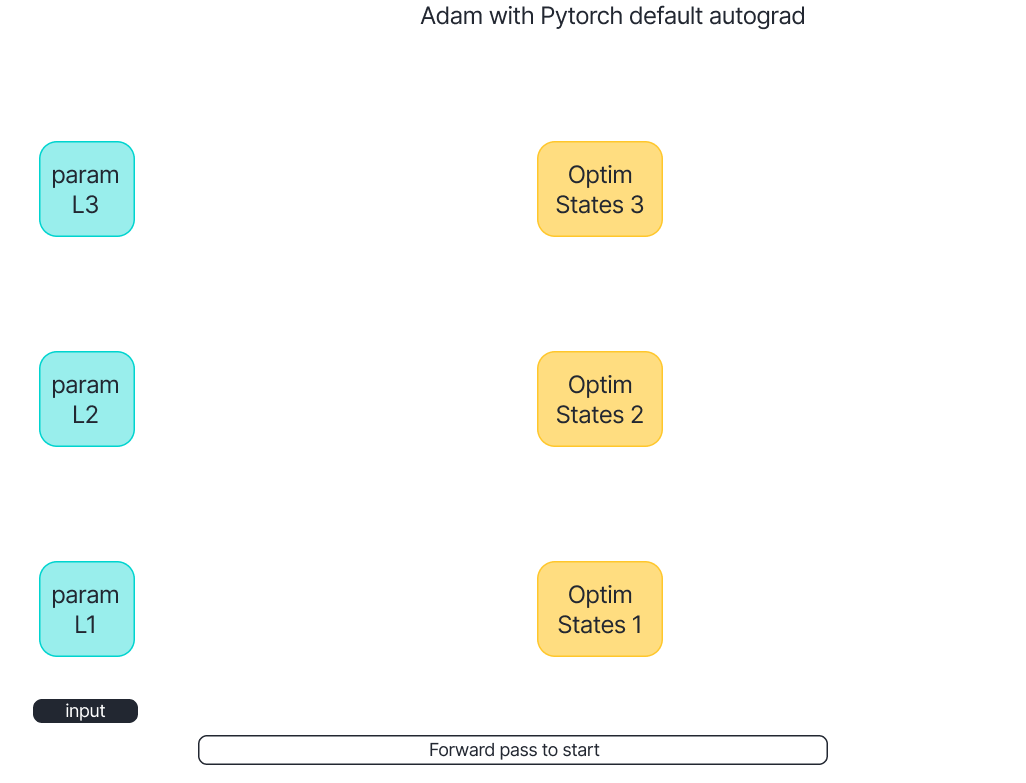 Adam with Pytorch default autograd
param
L3
Optim
States 3
param
L2
Optim
States 2
param
L1
Optim
States 1
input
Forward pass to start